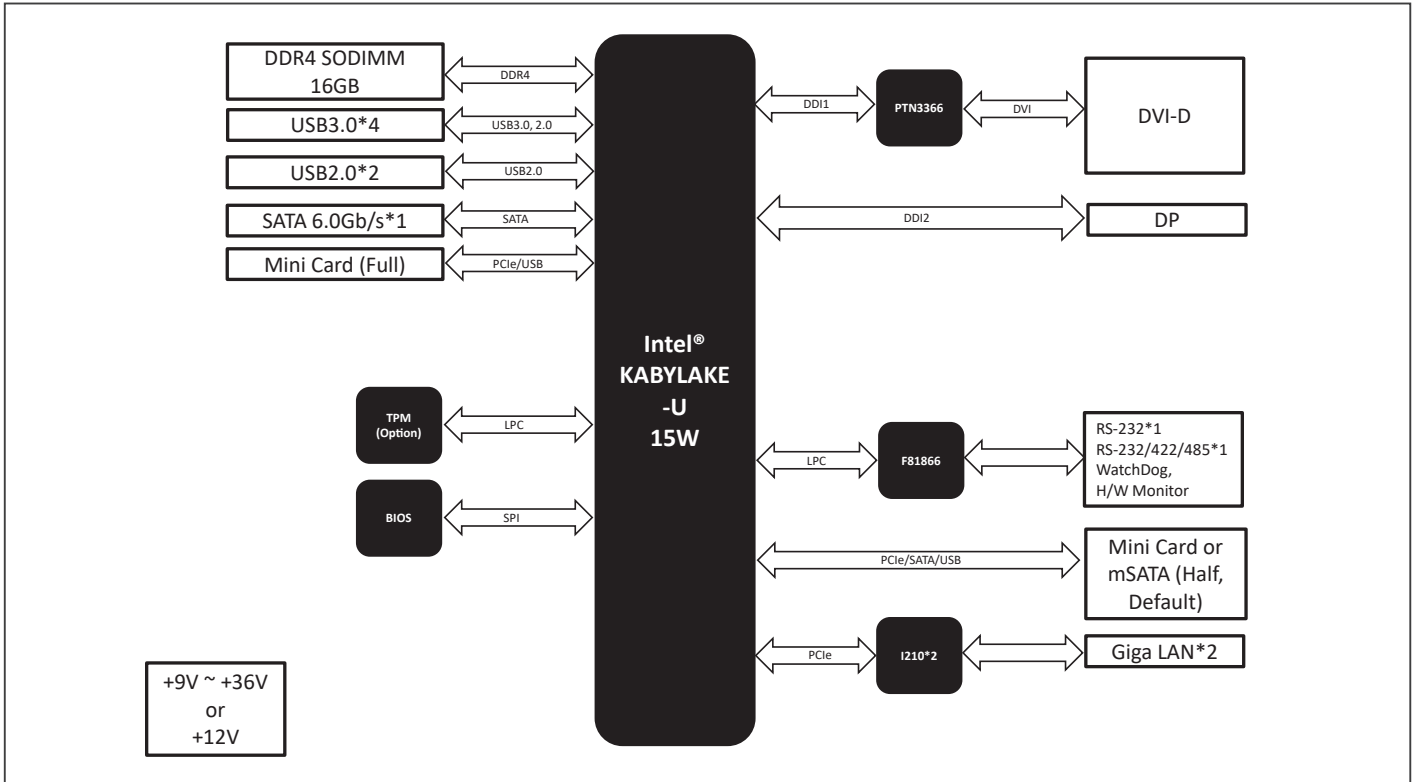 DDR4 SODIMM
16GB
DDR4
USB3.0*4
USB3.0, 2.0
USB2.0*2
USB2.0
SATA 6.0Gb/s*1
SATA
Mini Card (Full)
PCIe/USB
TPM
(Option)
LPC
BIOS
SPI
+9V ~ +36V
or
+12V
Intel®
KABYLAKE
-U
15W
DDI1
PTN3366
DVI
DVI-D
DDI2
DP
LPC
F81866
RS-232*1
RS-232/422/485*1
WatchDog,
H/W Monitor
PCIe/SATA/USB
Mini Card or
mSATA (Half,
Default)
PCIe
I210*2
Giga LAN*2